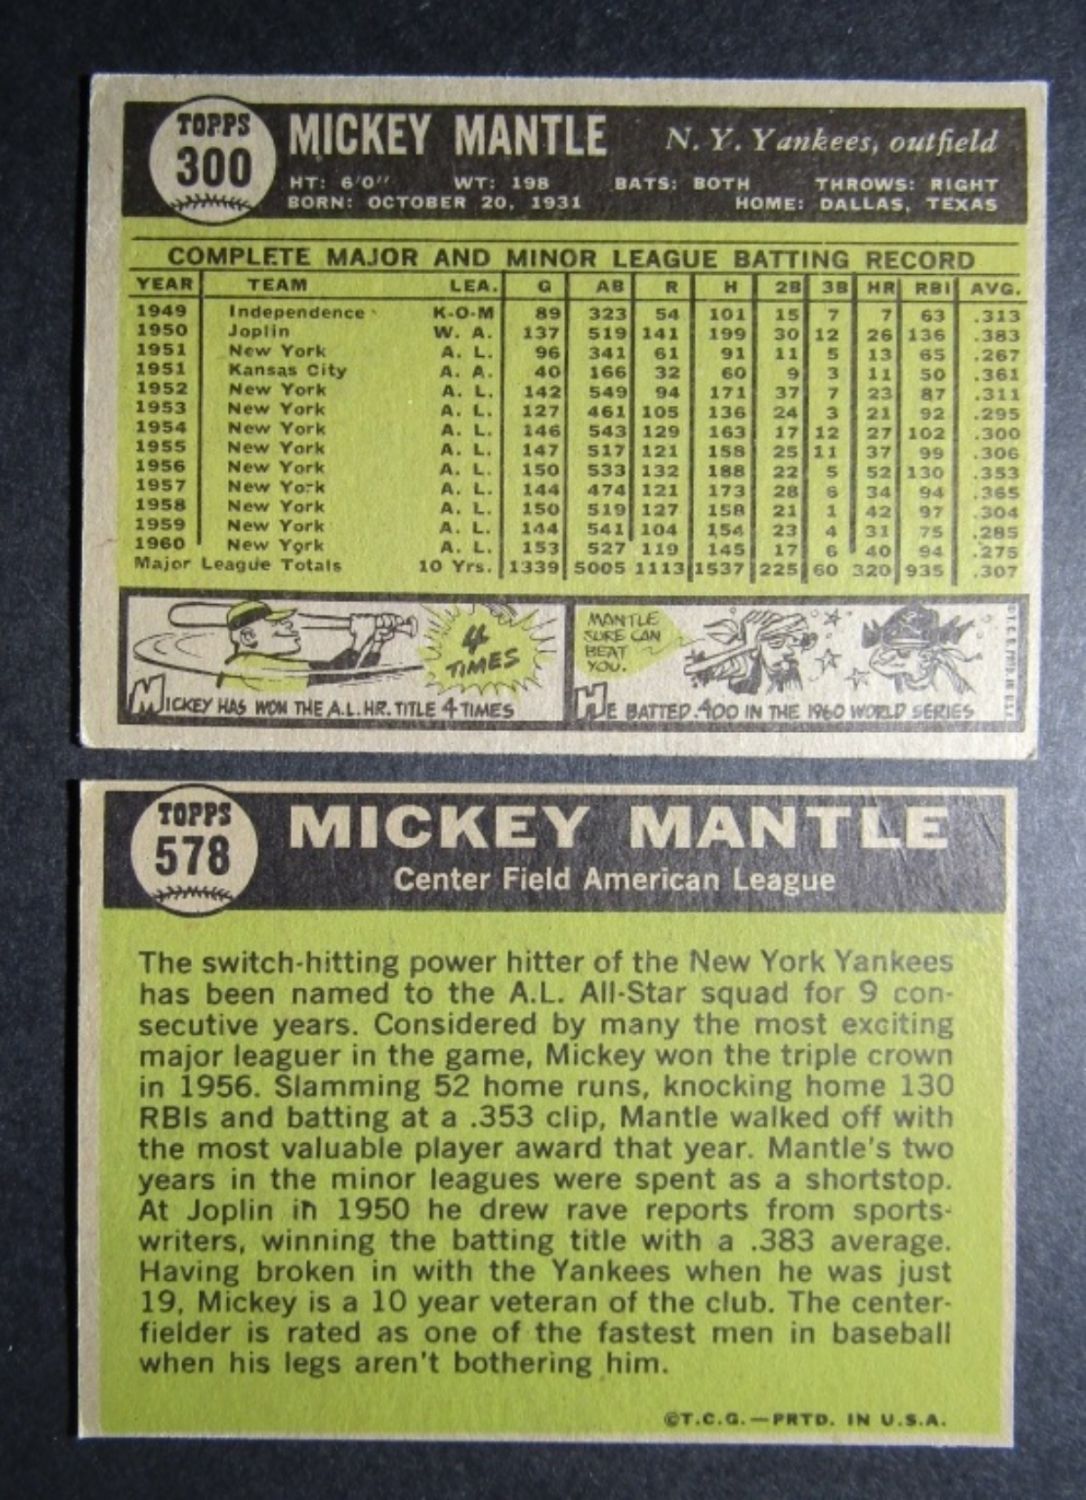 TOPPS
300
MICKEY MANTLE N. Y. Yankees, outfield
HT: 6'0" WT: 198 BATS: BOTH THROWS: RIGHT
BORN: OCTOBER 20, 1931 HOME: DALLAS, TEXAS
COMPLETE MAJOR AND MINOR LEAGUE BATTING RECORD
YEAR TEAM LEA. G AB R H 2B 3B HR RBI AVG.
1949 Independence K-O-M 89 323 54 101 15 7 7 63 .313
1950 Joplin W. A. 137 519 141 199 30 12 26 136 .383
1951 New York A. L. 96 341 61 91 11 5 13 65 .267
1951 Kansas City A. A. 40 166 32 60 9 3 11 50 .361
1952 New York A. L. 142 549 94 171 37 7 23 87 .311
1953 New York A. L. 127 461 105 136 24 3 21 92 .295
1954 New York A. L. 146 543 129 163 17 12 27 102 .300
1955 New York A. L. 147 517 121 158 25 11 37 99 .306
1956 New York A. L. 150 533 132 188 22 5 52 130 .353
1957 New York A. L. 144 474 121 173 28 6 34 94 .365
1958 New York A. L. 150 519 127 158 21 1 42 97 .304
1959 New York A. L. 144 541 104 154 23 4 31 75 .285
1960 New York A. L. 153 527 119 145 17 6 40 94 .275
Major League Totals 10 Yrs. 1339 5005 1113 1537 225 60 320 935 .307
4
TIMES
MICKEY HAS WON THE A.L. HR. TITLE 4 TIMES
MANTLE
SURE CAN
BEAT
YOU.
HE BATTED .400 IN THE 1960 WORLD SERIES
TOPPS
578
MICKEY MANTLE
Center Field American League
The switch-hitting power hitter of the New York Yankees
has been named to the A.L. All-Star squad for 9 con-
secutive years. Considered by many the most exciting
major leaguer in the game, Mickey won the triple crown
in 1956. Slamming 52 home runs, knocking home 130
RBIs and batting at a .353 clip, Mantle walked off with
the most valuable player award that year. Mantle's two
years in the minor leagues were spent as a shortstop.
At Joplin in 1950 he drew rave reports from sports-
writers, winning the batting title with a .383 average.
Having broken in with the Yankees when he was just
19, Mickey is a 10 year veteran of the club. The center-
fielder is rated as one of the fastest men in baseball
when his legs aren't bothering him.
©T.C.G.—PRTD. IN U.S.A.